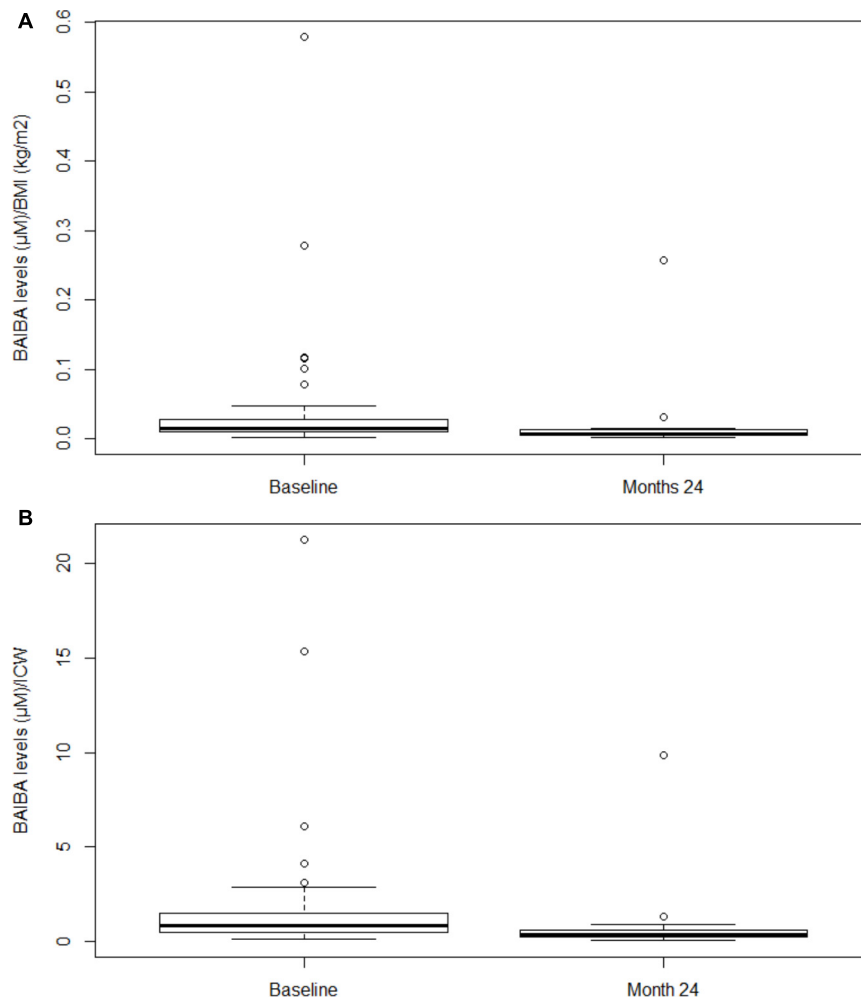 A
BAIBA levels (µM)/BMI (kg/m2)
0.6
0.5
0.4
0.3
0.2
0.1
0.0
Baseline
Months 24
B
BAIBA levels (µM)/ICW
20
15
10
5
0
Baseline
Month 24